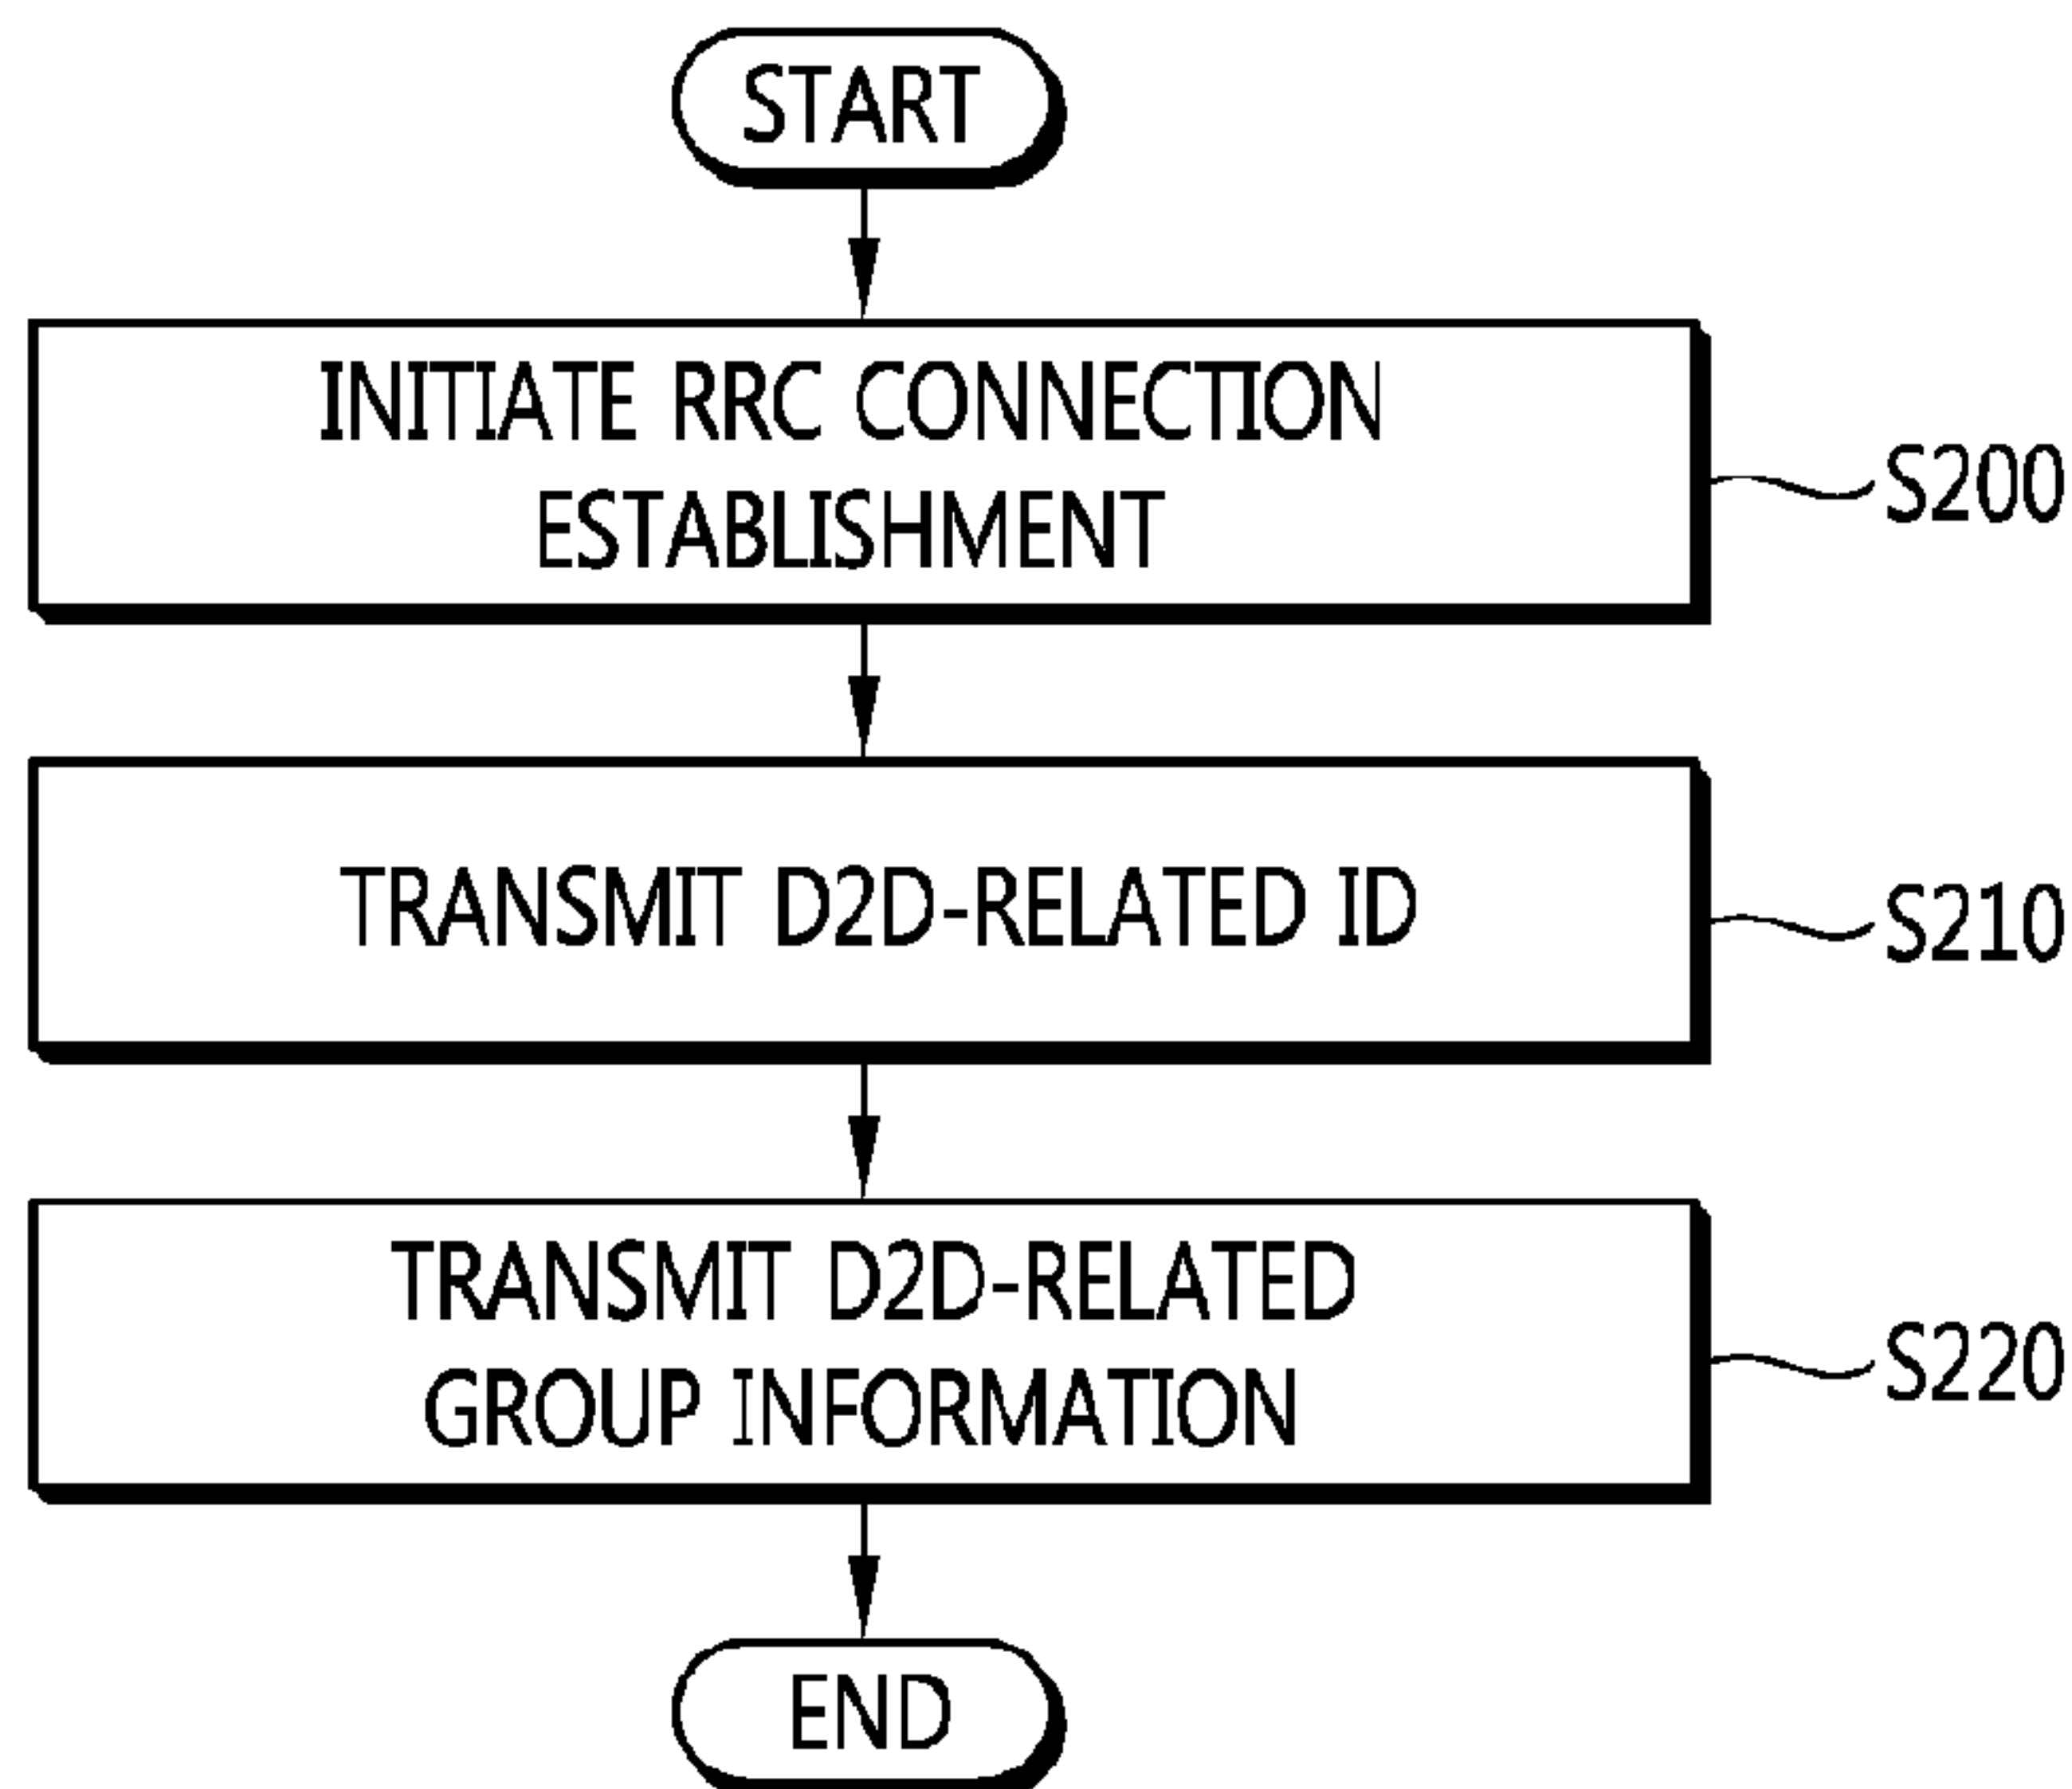 START
INITIATE RRC CONNECTION
ESTABLISHMENT
S200
TRANSMIT D2D-RELATED ID
S210
TRANSMIT D2D-RELATED
GROUP INFORMATION
S220
END